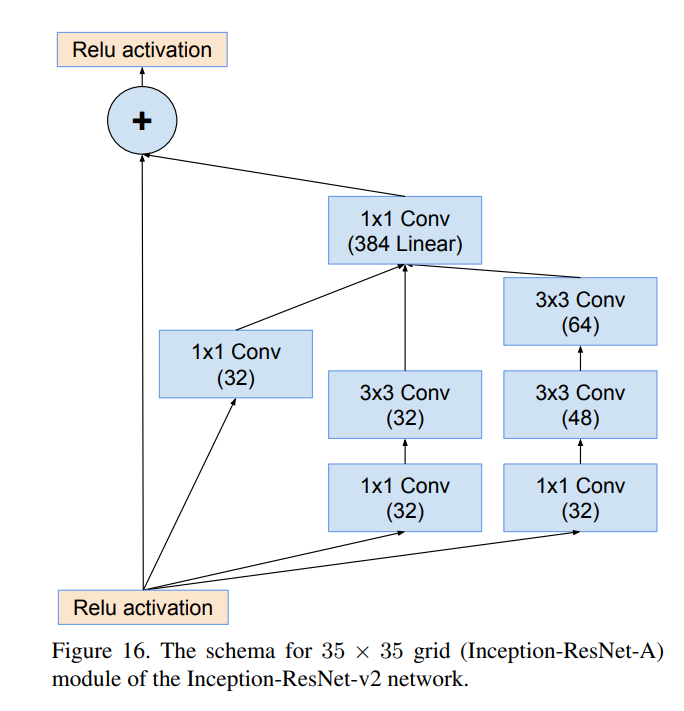 Relu activation
+
1x1 Conv
(384 Linear)
3x3 Conv
(64)
1x1 Conv
(32)
3x3 Conv
(32)
3x3 Conv
(48)
1x1 Conv
(32)
1x1 Conv
(32)
Relu activation
Figure 16. The schema for 35 × 35 grid (Inception-ResNet-A)
module of the Inception-ResNet-v2 network.